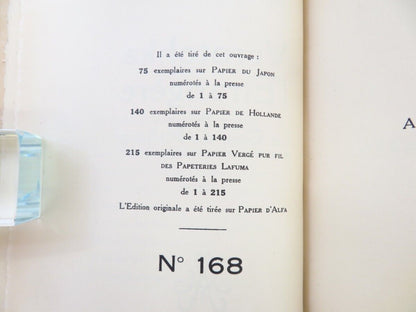 Il a été tiré de cet ouvrage :
75 exemplaires sur PAPIER DU JAPON
numérotés à la presse
de 1 à 75
140 exemplaires sur PAPIER DE HOLLANDE
numérotés à la presse
de 1 à 140
215 exemplaires sur PAPIER VERGÉ PUR FIL
DES PAPETERIES LAFUMA
numérotés à la presse
de 1 à 215
L'Edition originale a été tirée sur PAPIER D'ALFA
N° 168
A